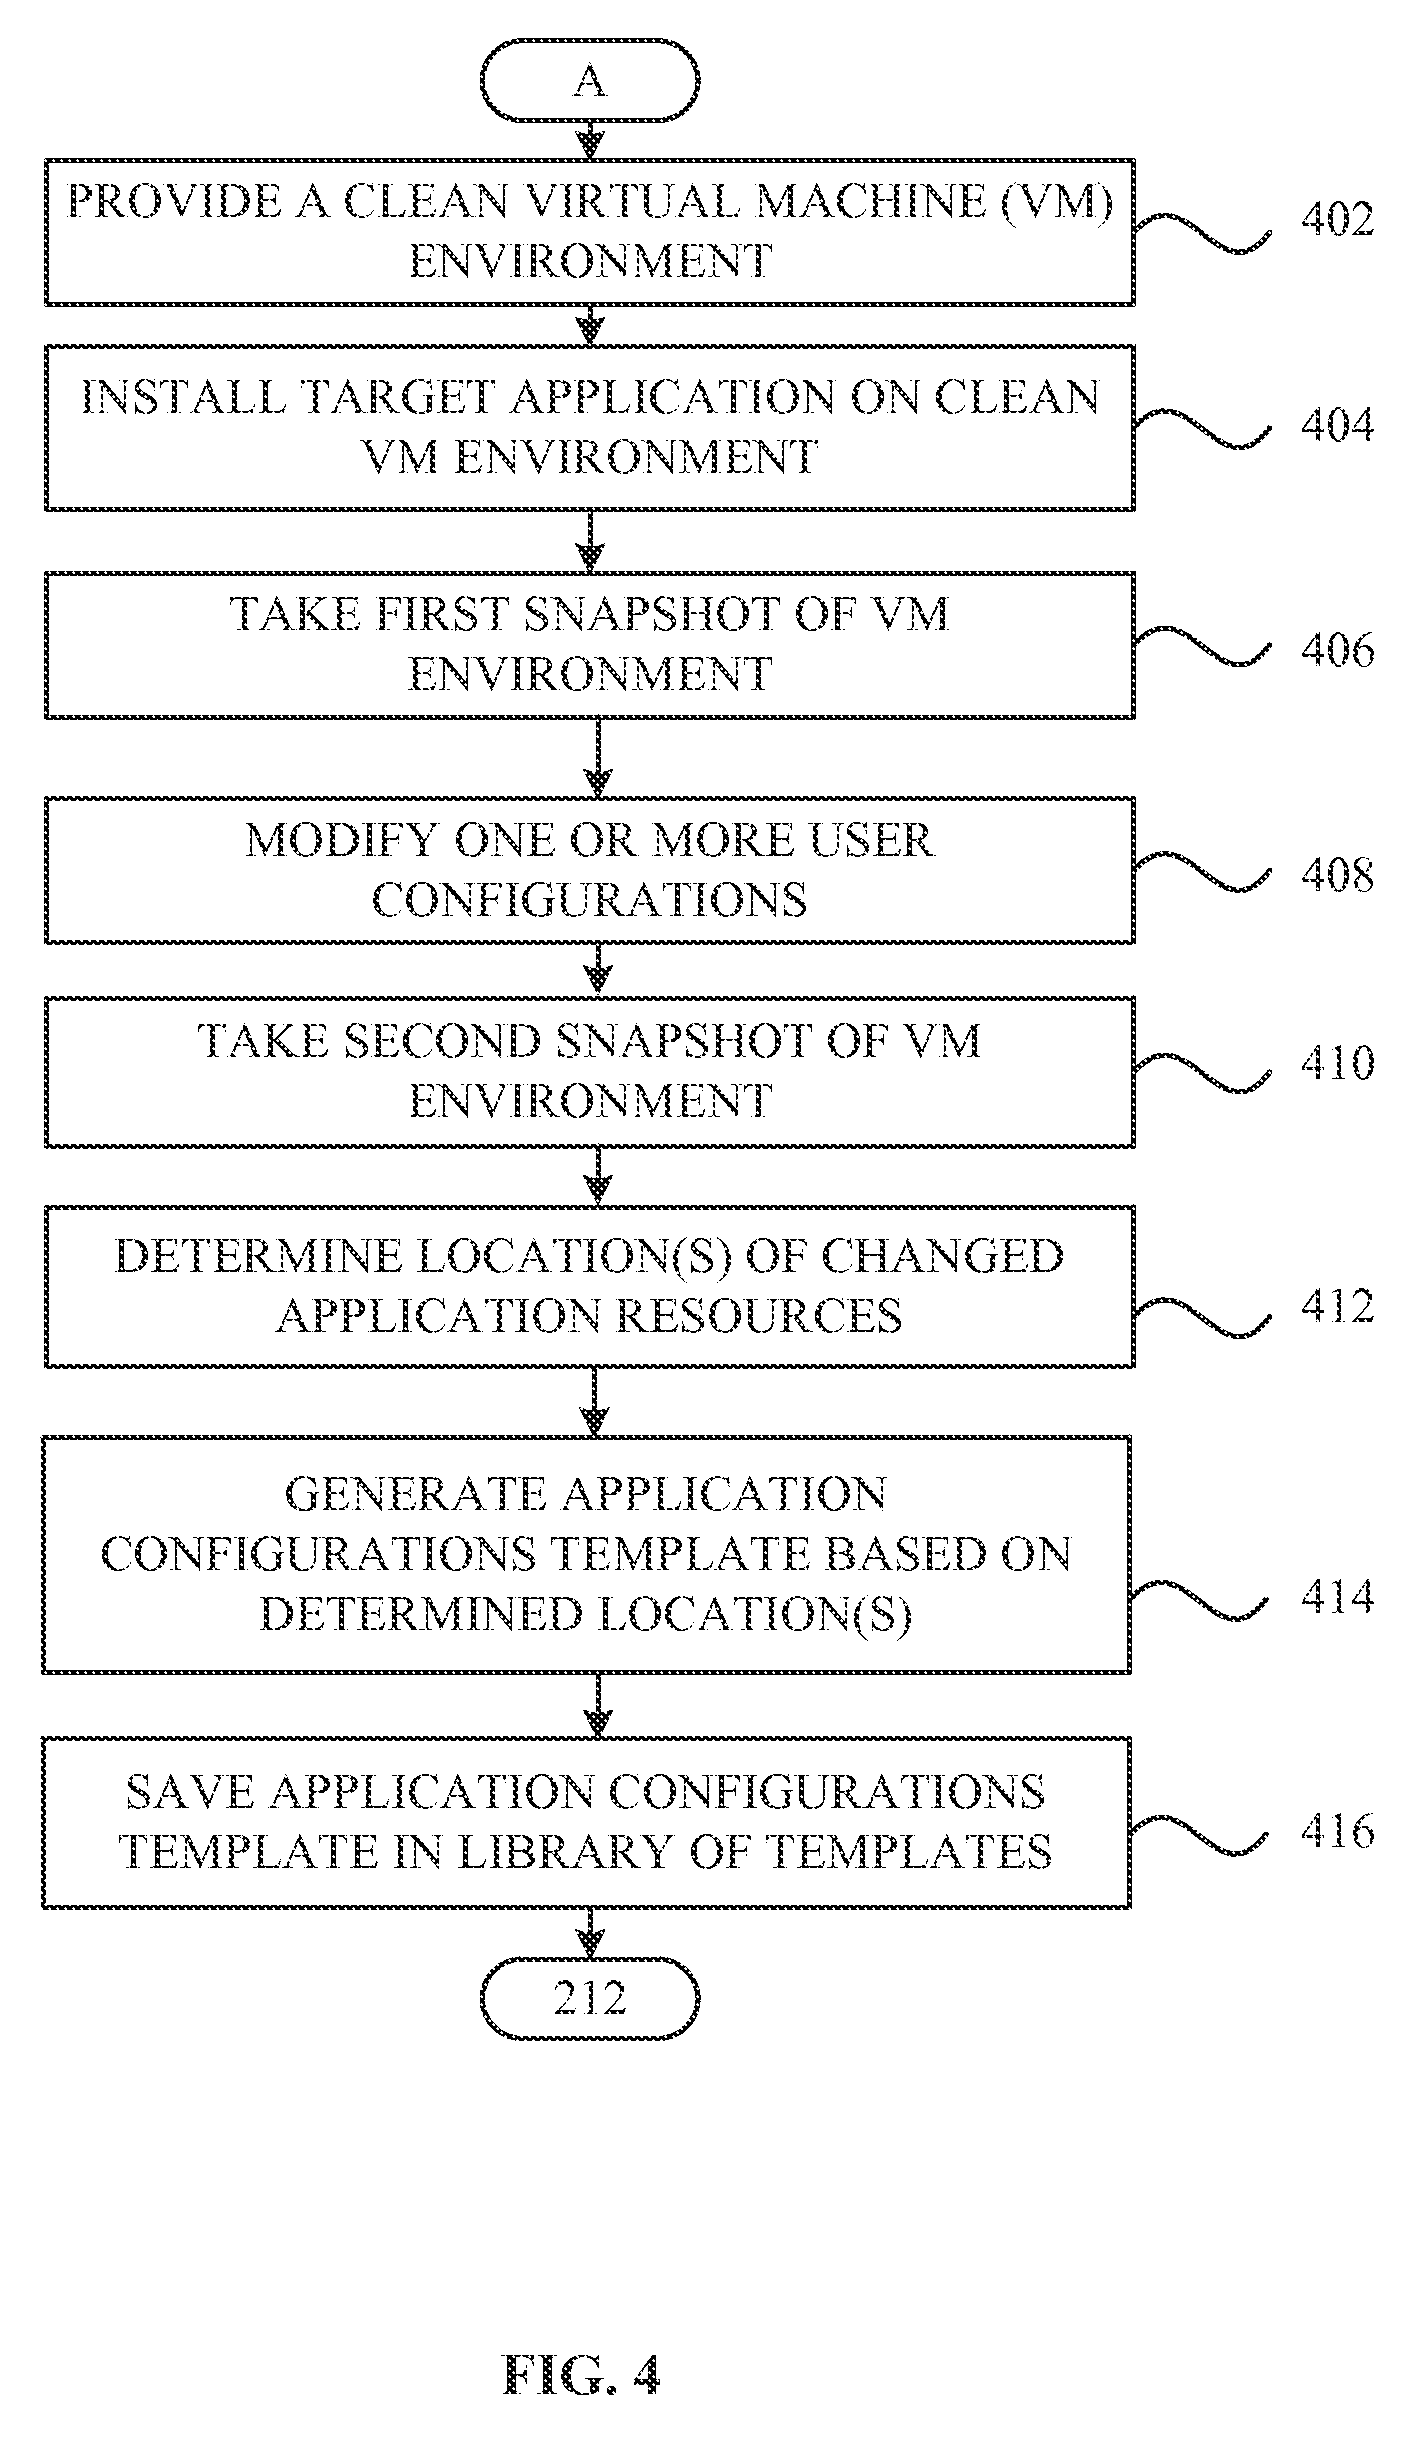 A
PROVIDE A CLEAN VIRTUAL MACHINE (VM)
ENVIRONMENT
402
INSTALL TARGET APPLICATION ON CLEAN
VM ENVIRONMENT
404
TAKE FIRST SNAPSHOT OF VM
ENVIRONMENT
406
MODIFY ONE OR MORE USER
CONFIGURATIONS
408
TAKE SECOND SNAPSHOT OF VM
ENVIRONMENT
410
DETERMINE LOCATION(S) OF CHANGED
APPLICATION RESOURCES
412
GENERATE APPLICATION
CONFIGURATIONS TEMPLATE BASED ON
DETERMINED LOCATION(S)
414
SAVE APPLICATION CONFIGURATIONS
TEMPLATE IN LIBRARY OF TEMPLATES
416
212
FIG. 4